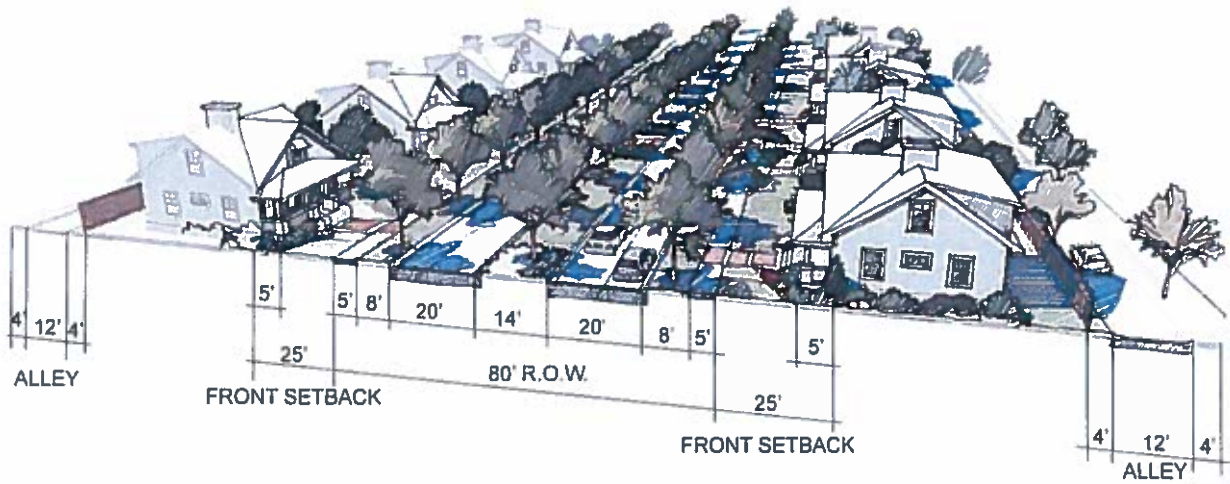 5' 5' 8' 20' 14' 20' 8' 5' 5'
4' 12' 4'
ALLEY
25' 80' R.O.W. 25'
FRONT SETBACK
FRONT SETBACK
4' 12' 4'
ALLEY